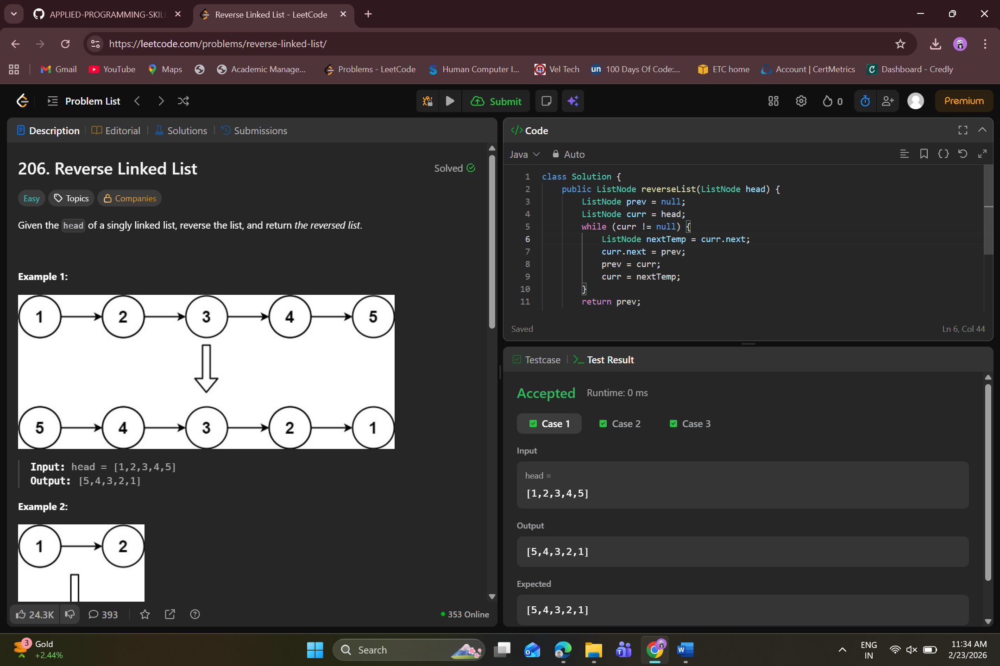 APPLIED-PROGRAMMING-SKIL
Reverse Linked List - LeetCode
https://leetcode.com/problems/reverse-linked-list/
Gmail
YouTube
Maps
Academic Manage...
Problems - LeetCode
Human Computer I...
Vel Tech
un
100 Days Of Code:...
ETC home
Account | CertMetrics
Dashboard - Credly
Problem List
Submit
0
Premium
Description
Editorial
Solutions
Submissions
206. Reverse Linked List
Solved
Easy
Topics
Companies
Given the head of a singly linked list, reverse the list, and return the reversed list.
Example 1:
1 2 3 4 5
5 4 3 2 1
Input: head = [1,2,3,4,5]
Output: [5,4,3,2,1]
Example 2:
1 2
24.3K
393
353 Online
</> Code
Java
Auto
1 class Solution {
2 public ListNode reverseList(ListNode head) {
3 ListNode prev = null;
4 ListNode curr = head;
5 while (curr != null) {
6 ListNode nextTemp = curr.next;
7 curr.next = prev;
8 prev = curr;
9 curr = nextTemp;
10 }
11 return prev;
Saved
Ln 6, Col 44
Testcase
>_ Test Result
Accepted
Runtime: 0 ms
Case 1
Case 2
Case 3
Input
head =
[1,2,3,4,5]
Output
[5,4,3,2,1]
Expected
[5,4,3,2,1]
3
Gold
+2.44%
Search
ENG
IN
11:34 AM
2/23/2026